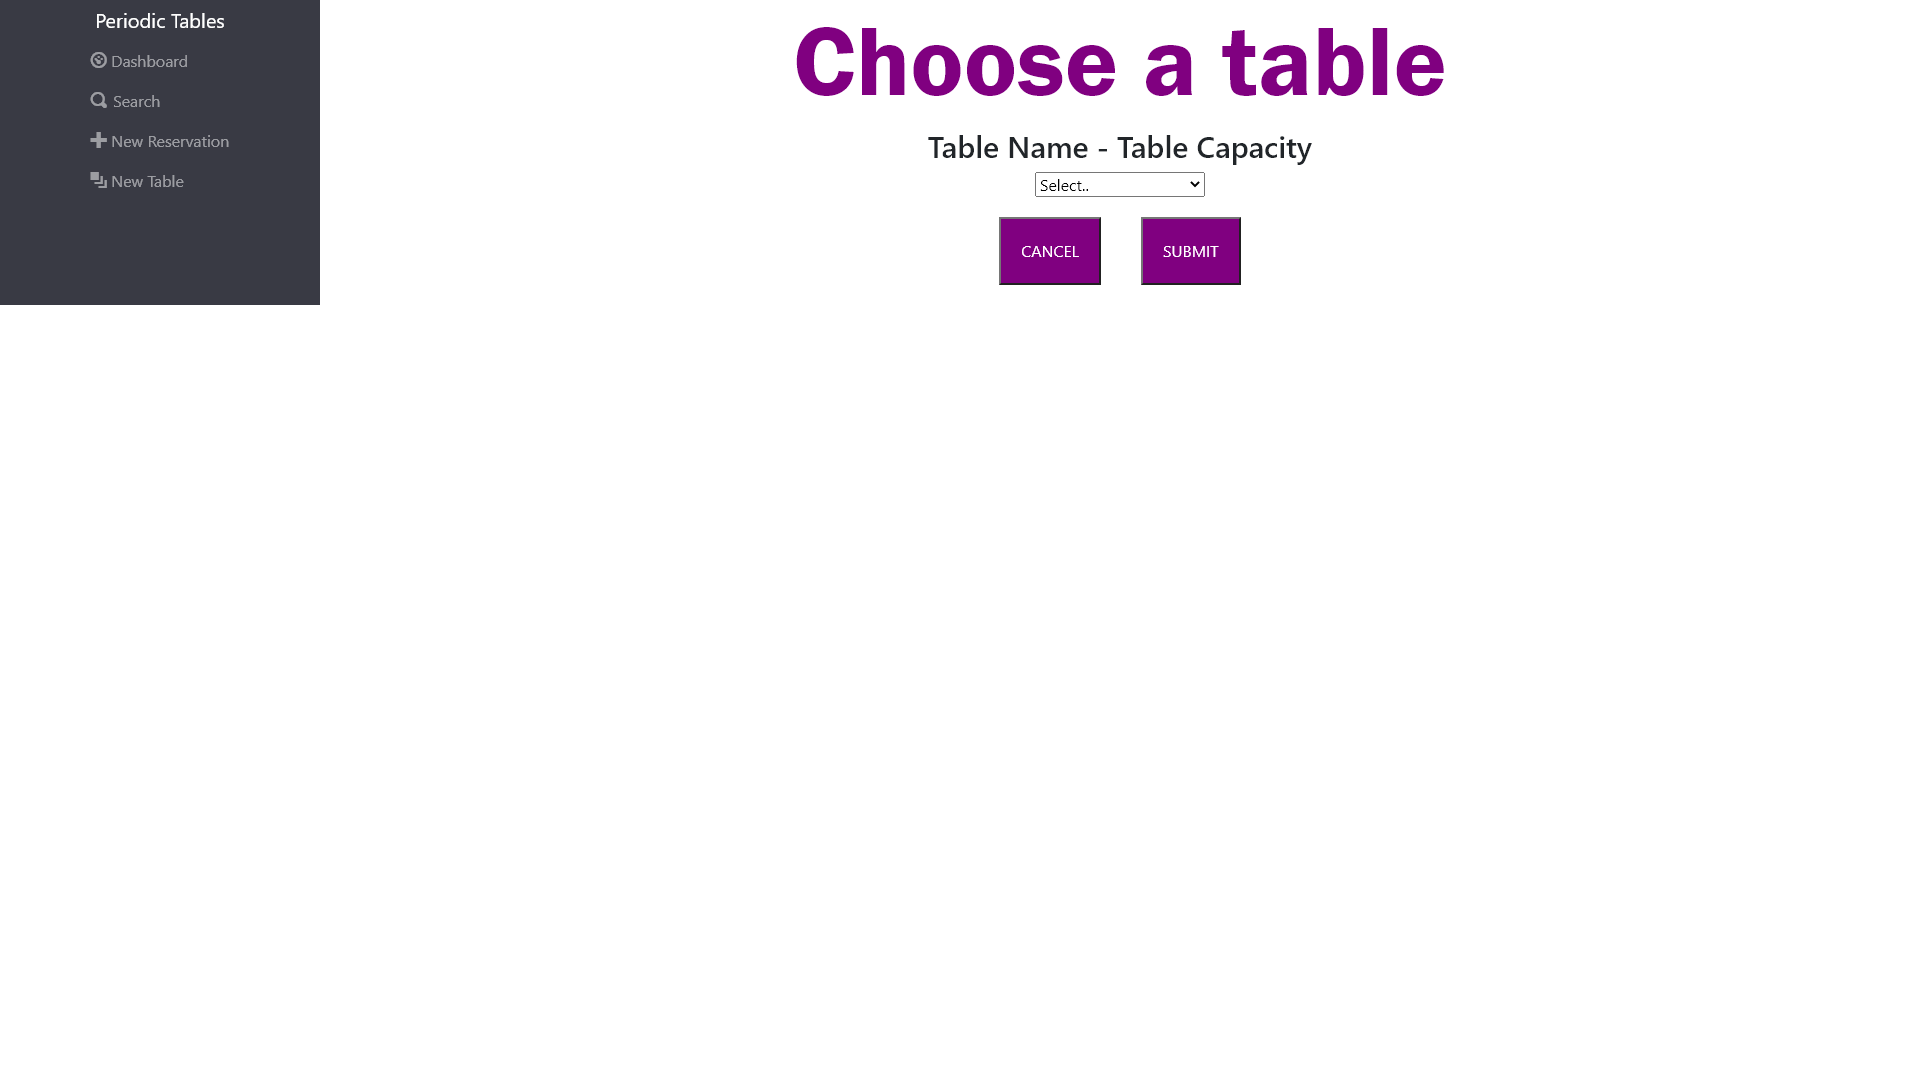 Periodic Tables
Dashboard
Search
New Reservation
New Table
Choose a table
Table Name - Table Capacity
Select..
CANCEL
SUBMIT